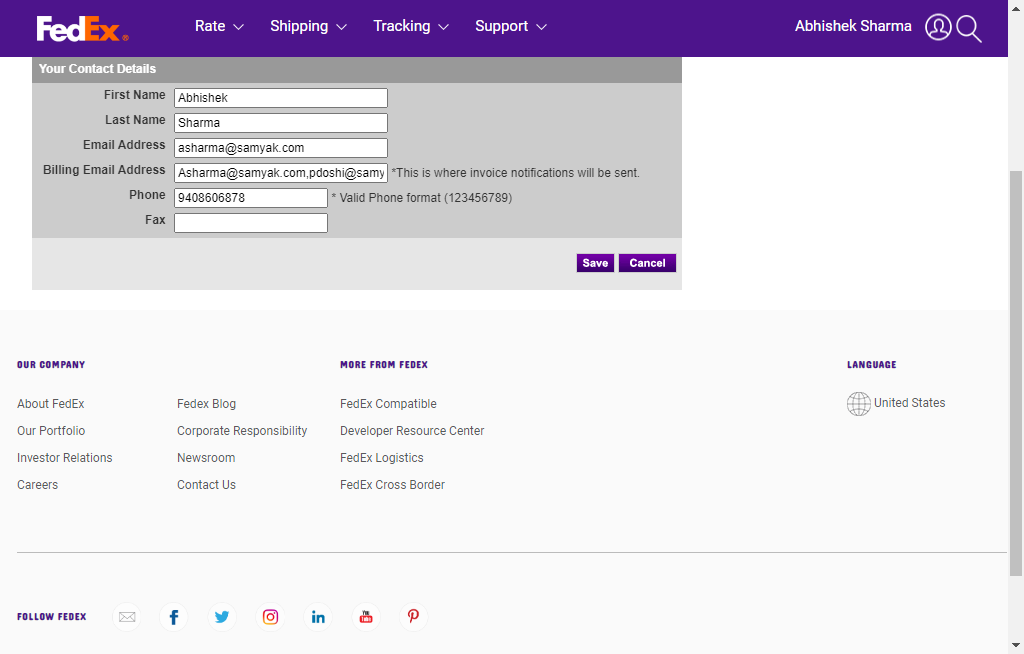 FedEx®
Rate Shipping Tracking Support Abhishek Sharma
Your Contact Details
First Name Abhishek
Last Name Sharma
Email Address asharma@samyak.com
Billing Email Address Asharma@samyak.com,pdoshi@samy *This is where invoice notifications will be sent.
Phone 9408606878 * Valid Phone format (123456789)
Fax
Save Cancel
OUR COMPANY MORE FROM FEDEX LANGUAGE
About FedEx Fedex Blog FedEx Compatible United States
Our Portfolio Corporate Responsibility Developer Resource Center
Investor Relations Newsroom FedEx Logistics
Careers Contact Us FedEx Cross Border
FOLLOW FEDEX